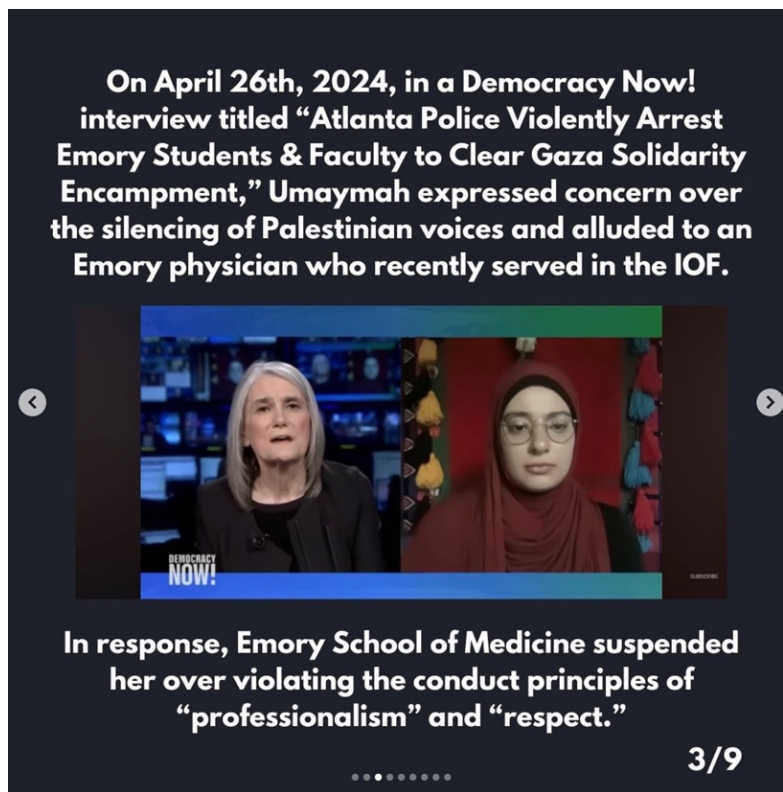 On April 26th, 2024, in a Democracy Now!
interview titled “Atlanta Police Violently Arrest
Emory Students & Faculty to Clear Gaza Solidarity
Encampment,” Umaymah expressed concern over
the silencing of Palestinian voices and alluded to an
Emory physician who recently served in the IOF.
DEMOCRACY
NOW!
SUBSCRIBE
In response, Emory School of Medicine suspended
her over violating the conduct principles of
“professionalism” and “respect.”
3/9